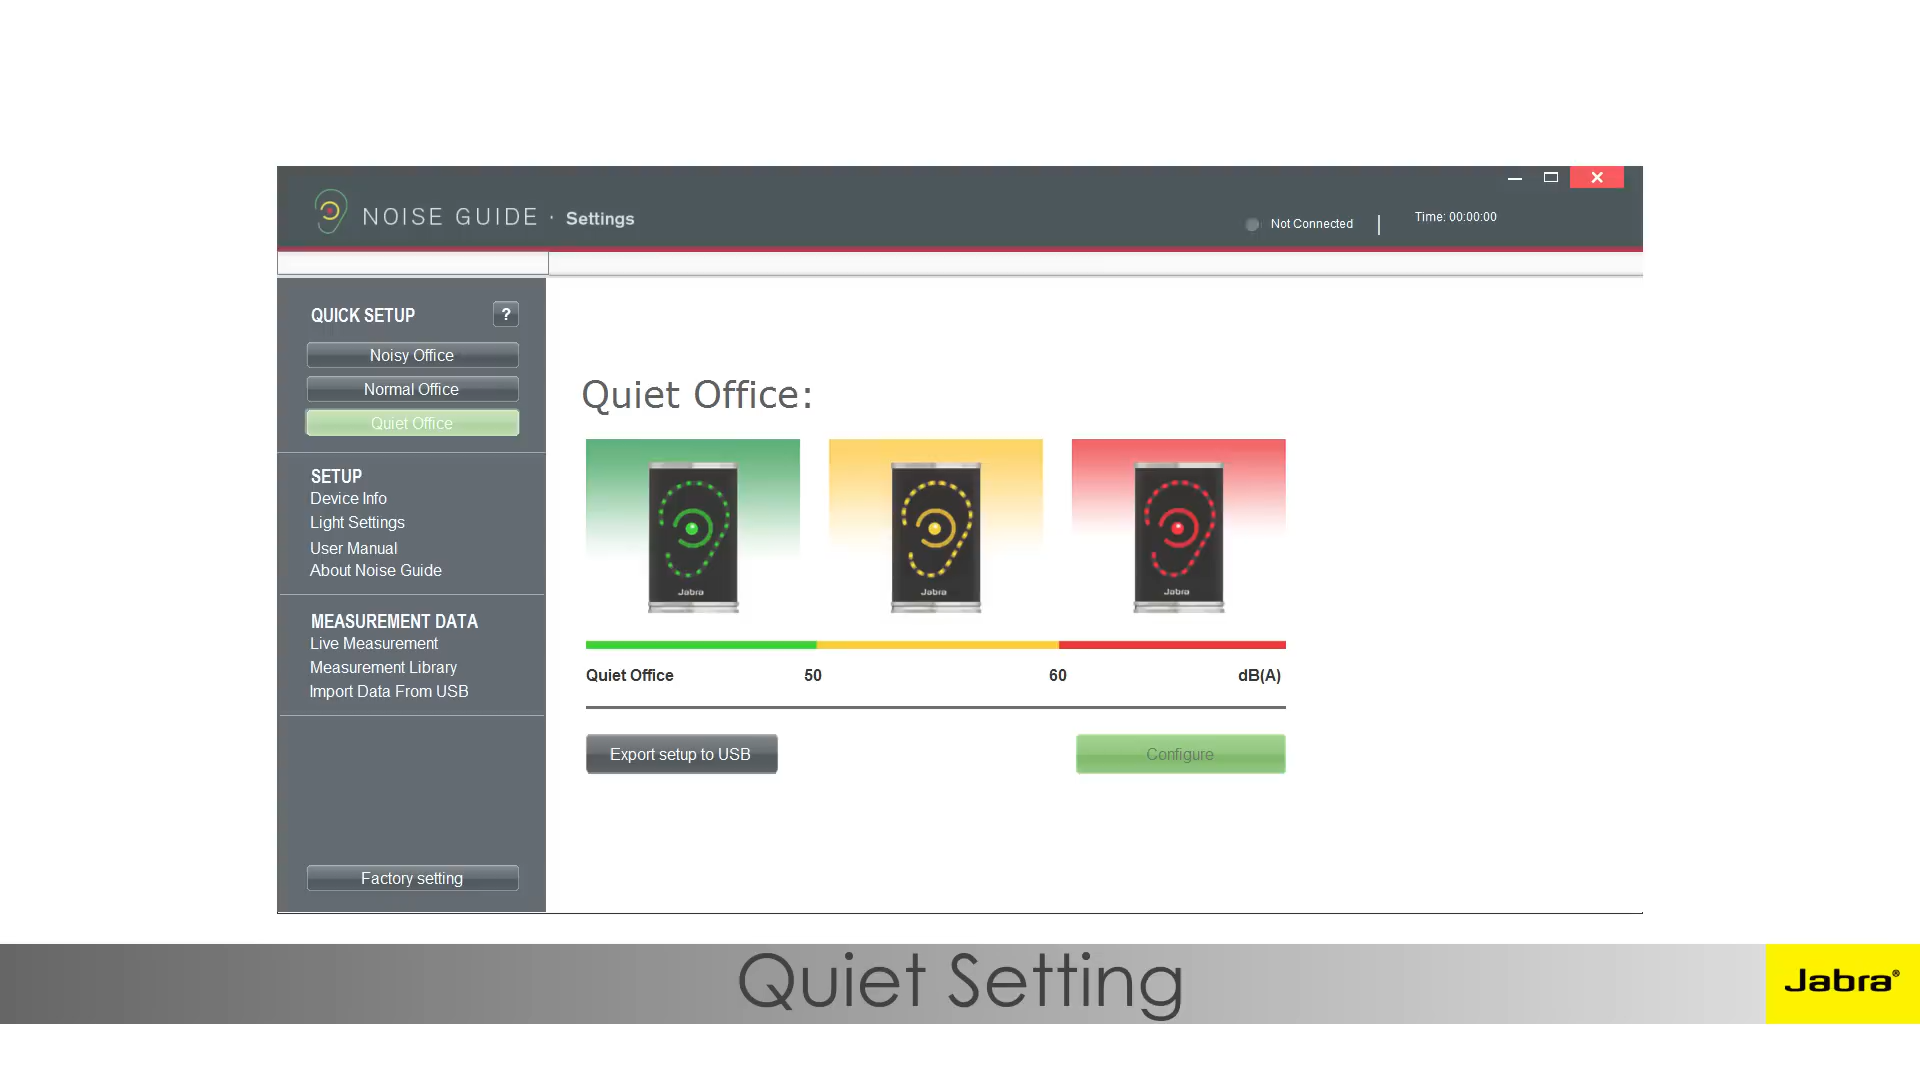 NOISE GUIDE · Settings
Not Connected
Time: 00:00:00
QUICK SETUP
?
Noisy Office
Normal Office
Quiet Office
SETUP
Device Info
Light Settings
User Manual
About Noise Guide
MEASUREMENT DATA
Live Measurement
Measurement Library
Import Data From USB
Factory setting
Quiet Office:
Jabra
Jabra
Jabra
Quiet Office 50 60 dB(A)
Export setup to USB
Configure
Quiet Setting
Jabra®